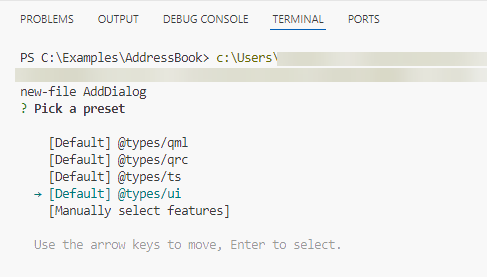 PROBLEMS OUTPUT DEBUG CONSOLE TERMINAL PORTS
PS C:\Examples\AddressBook> c:\Users\
new-file AddDialog
? Pick a preset
[Default] @types/qml
[Default] @types/qrc
[Default] @types/ts
→ [Default] @types/ui
[Manually select features]
Use the arrow keys to move, Enter to select.